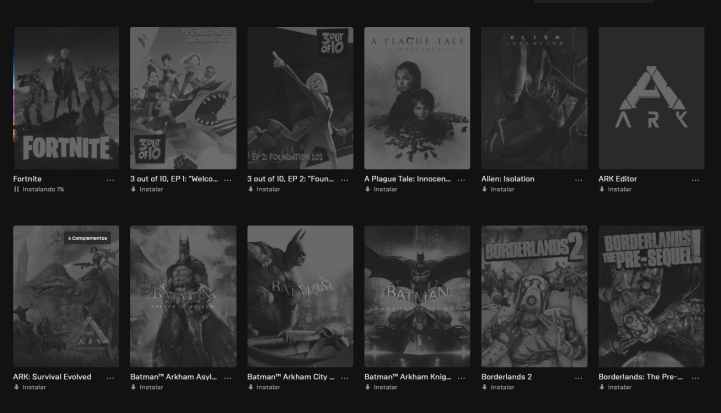 FORTNITE
3 OUT OF 10
3 OUT OF 10
EP 2: FOUNDATION 101
A PLAGUE TALE
INNOCENCE
ALIEN
ISOLATION
ARK
Fortnite ...
Instalando 1%
3 out of 10, EP 1: "Welco... ...
Instalar
3 out of 10, EP 2: "Foun... ...
Instalar
A Plague Tale: Innocen... ...
Instalar
Alien: Isolation ...
Instalar
ARK Editor ...
Instalar
4 Complementos
ARK
BATMAN
BATMAN
BATMAN
BORDERLANDS 2
BORDERLANDS
THE PRE-SEQUEL!
ARK: Survival Evolved ...
Instalar
Batman™ Arkham Asyl... ...
Instalar
Batman™ Arkham City ... ...
Instalar
Batman™ Arkham Knig... ...
Instalar
Borderlands 2 ...
Instalar
Borderlands: The Pre-... ...
Instalar